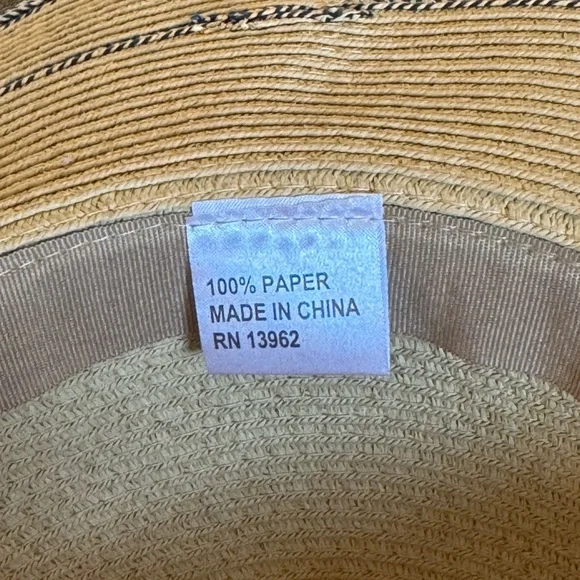 100% PAPER
MADE IN CHINA
RN 13962